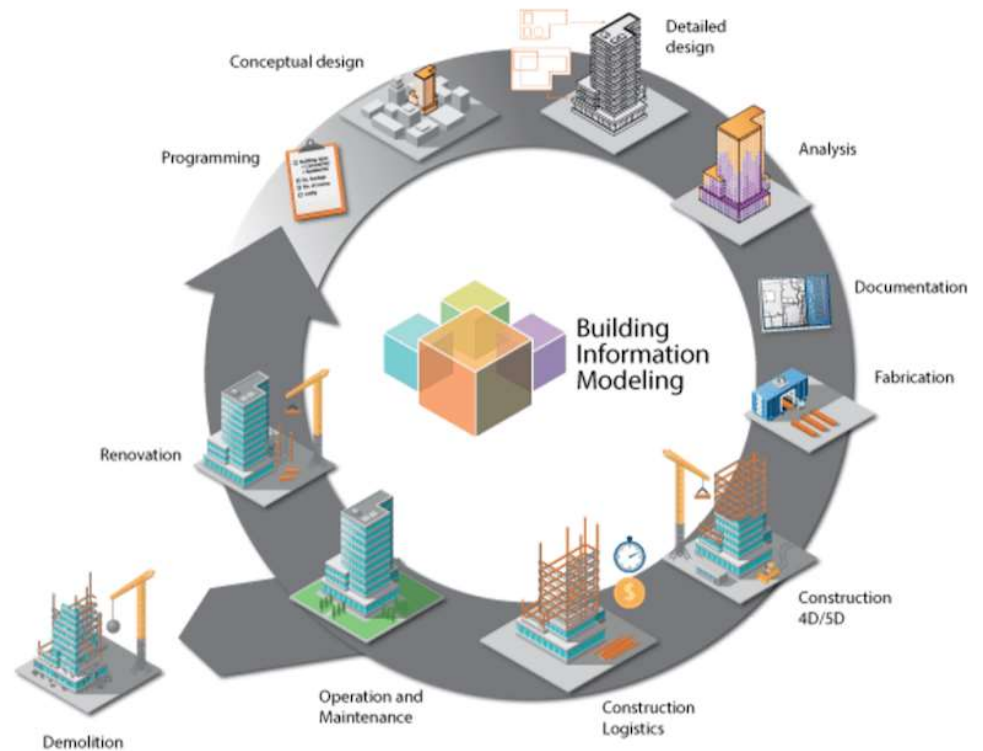 Detailed
design
Conceptual design
Programming
Analysis
Documentation
Building
Information
Modeling
Fabrication
Renovation
$
Construction
4D/5D
Operation and
Maintenance
Construction
Logistics
Demolition